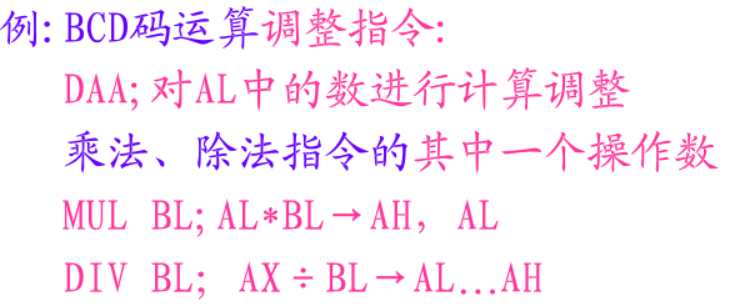 例: BCD码运算调整指令:
DAA; 对AL中的数进行计算调整
乘法、除法指令的其中一个操作数
MUL BL; AL*BL→AH, AL
DIV BL; AX÷BL→AL...AH